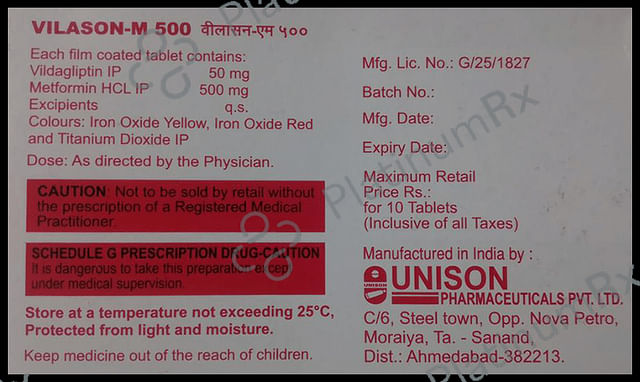 VILASON-M 500 वीलासन-एम ५००
Each film coated tablet contains:
Vildagliptin IP 50 mg
Metformin HCL IP 500 mg
Excipients q.s.
Colours: Iron Oxide Yellow, Iron Oxide Red
and Titanium Dioxide IP
Dose: As directed by the Physician.
CAUTION: Not to be sold by retail without
the prescription of a Registered Medical
Practitioner.
SCHEDULE G PRESCRIPTION DRUG-CAUTION
It is dangerous to take this preparation except
under medical supervision.
Store at a temperature not exceeding 25°C,
Protected from light and moisture.
Keep medicine out of the reach of children.
Mfg. Lic. No.: G/25/1827
Batch No.:
Mfg. Date:
Expiry Date:
Maximum Retail
Price Rs.:
for 10 Tablets
(Inclusive of all Taxes)
Manufactured in India by :
UNISON
UNISON
PHARMACEUTICALS PVT. LTD.
C/6, Steel town, Opp. Nova Petro,
Moraiya, Ta. - Sanand,
Dist.: Ahmedabad-382213.
PlatinumRx
PlatinumRx